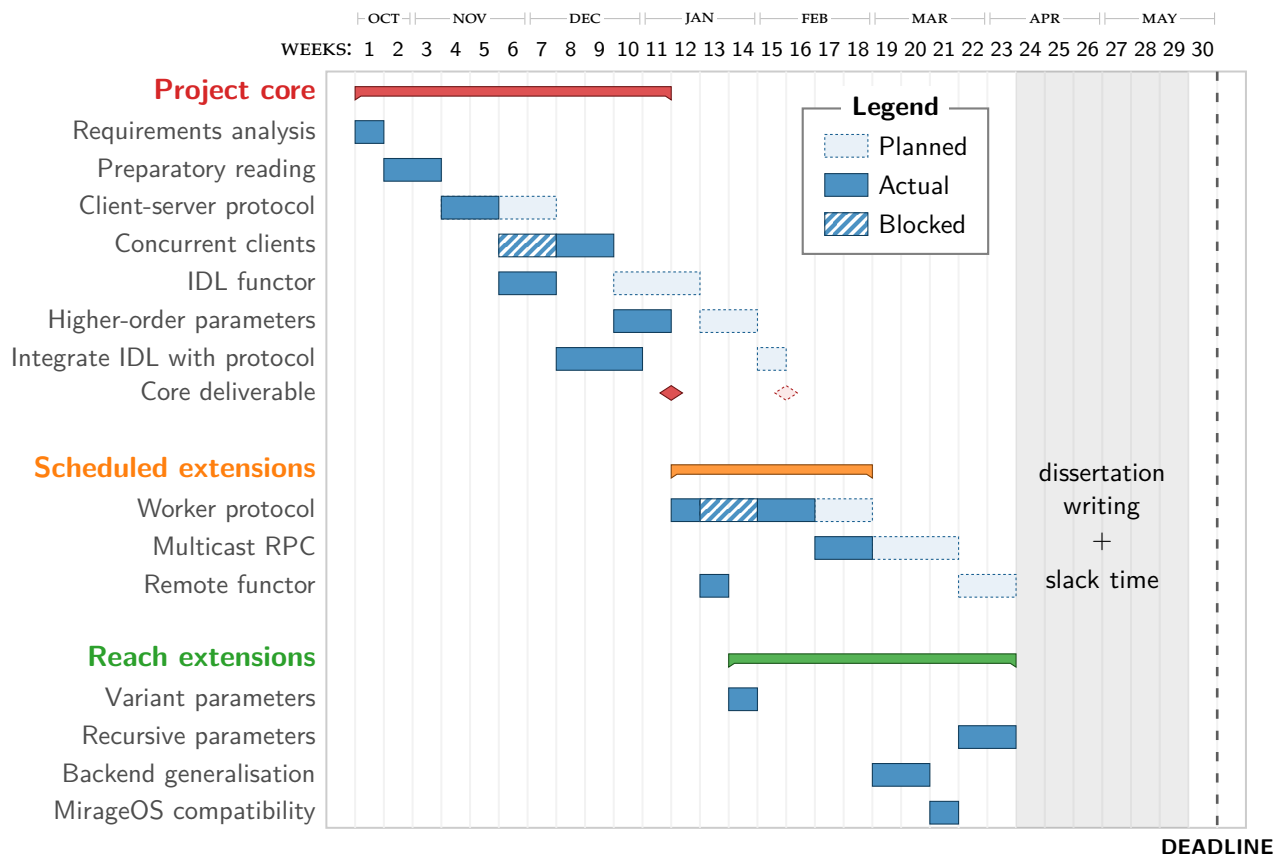 OCT NOV DEC JAN FEB MAR APR MAY
WEEKS: 1 2 3 4 5 6 7 8 9 10 11 12 13 14 15 16 17 18 19 20 21 22 23 24 25 26 27 28 29 30
Project core
Legend
Requirements analysis
Planned
Preparatory reading
Actual
Client-server protocol
Blocked
Concurrent clients
IDL functor
Higher-order parameters
Integrate IDL with protocol
Core deliverable
Scheduled extensions
dissertation
writing
+
slack time
Worker protocol
Multicast RPC
Remote functor
Reach extensions
Variant parameters
Recursive parameters
Backend generalisation
MirageOS compatibility
DEADLINE